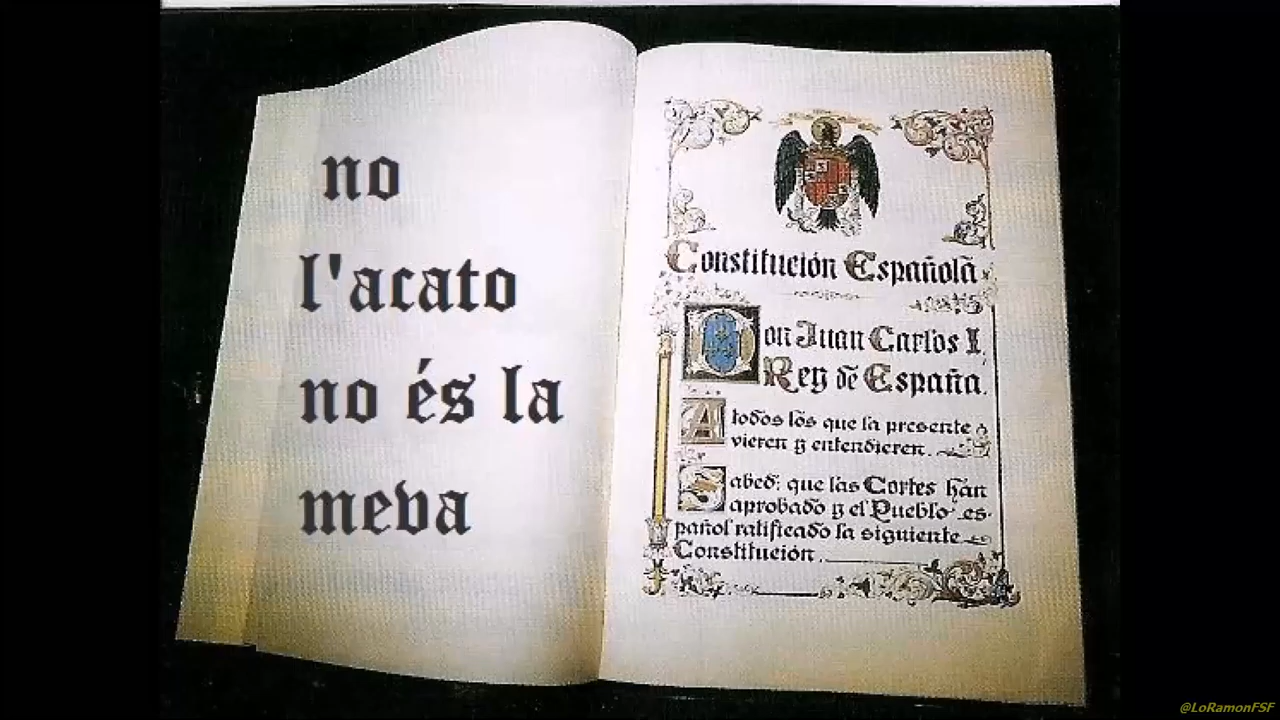 no
l'acato
no és la
meva
Constitución Española
Don Juan Carlos I,
Rey de España.
A todos los que la presente
vieren y entendieren.
Sabed: que las Cortes han
aprobado y el Pueblo es-
pañol ratificado la siguiente
Constitución.
@LoRamonFSF